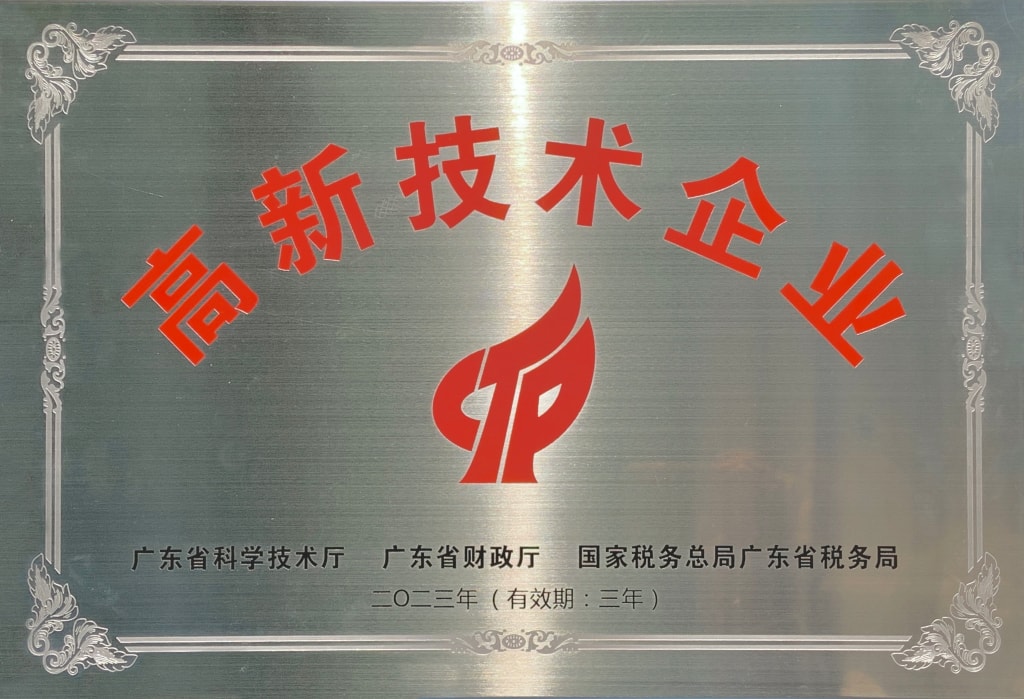 高新技术企业
广东省科学技术厅 广东省财政厅 国家税务总局广东省税务局
二O二三年（有效期：三年）